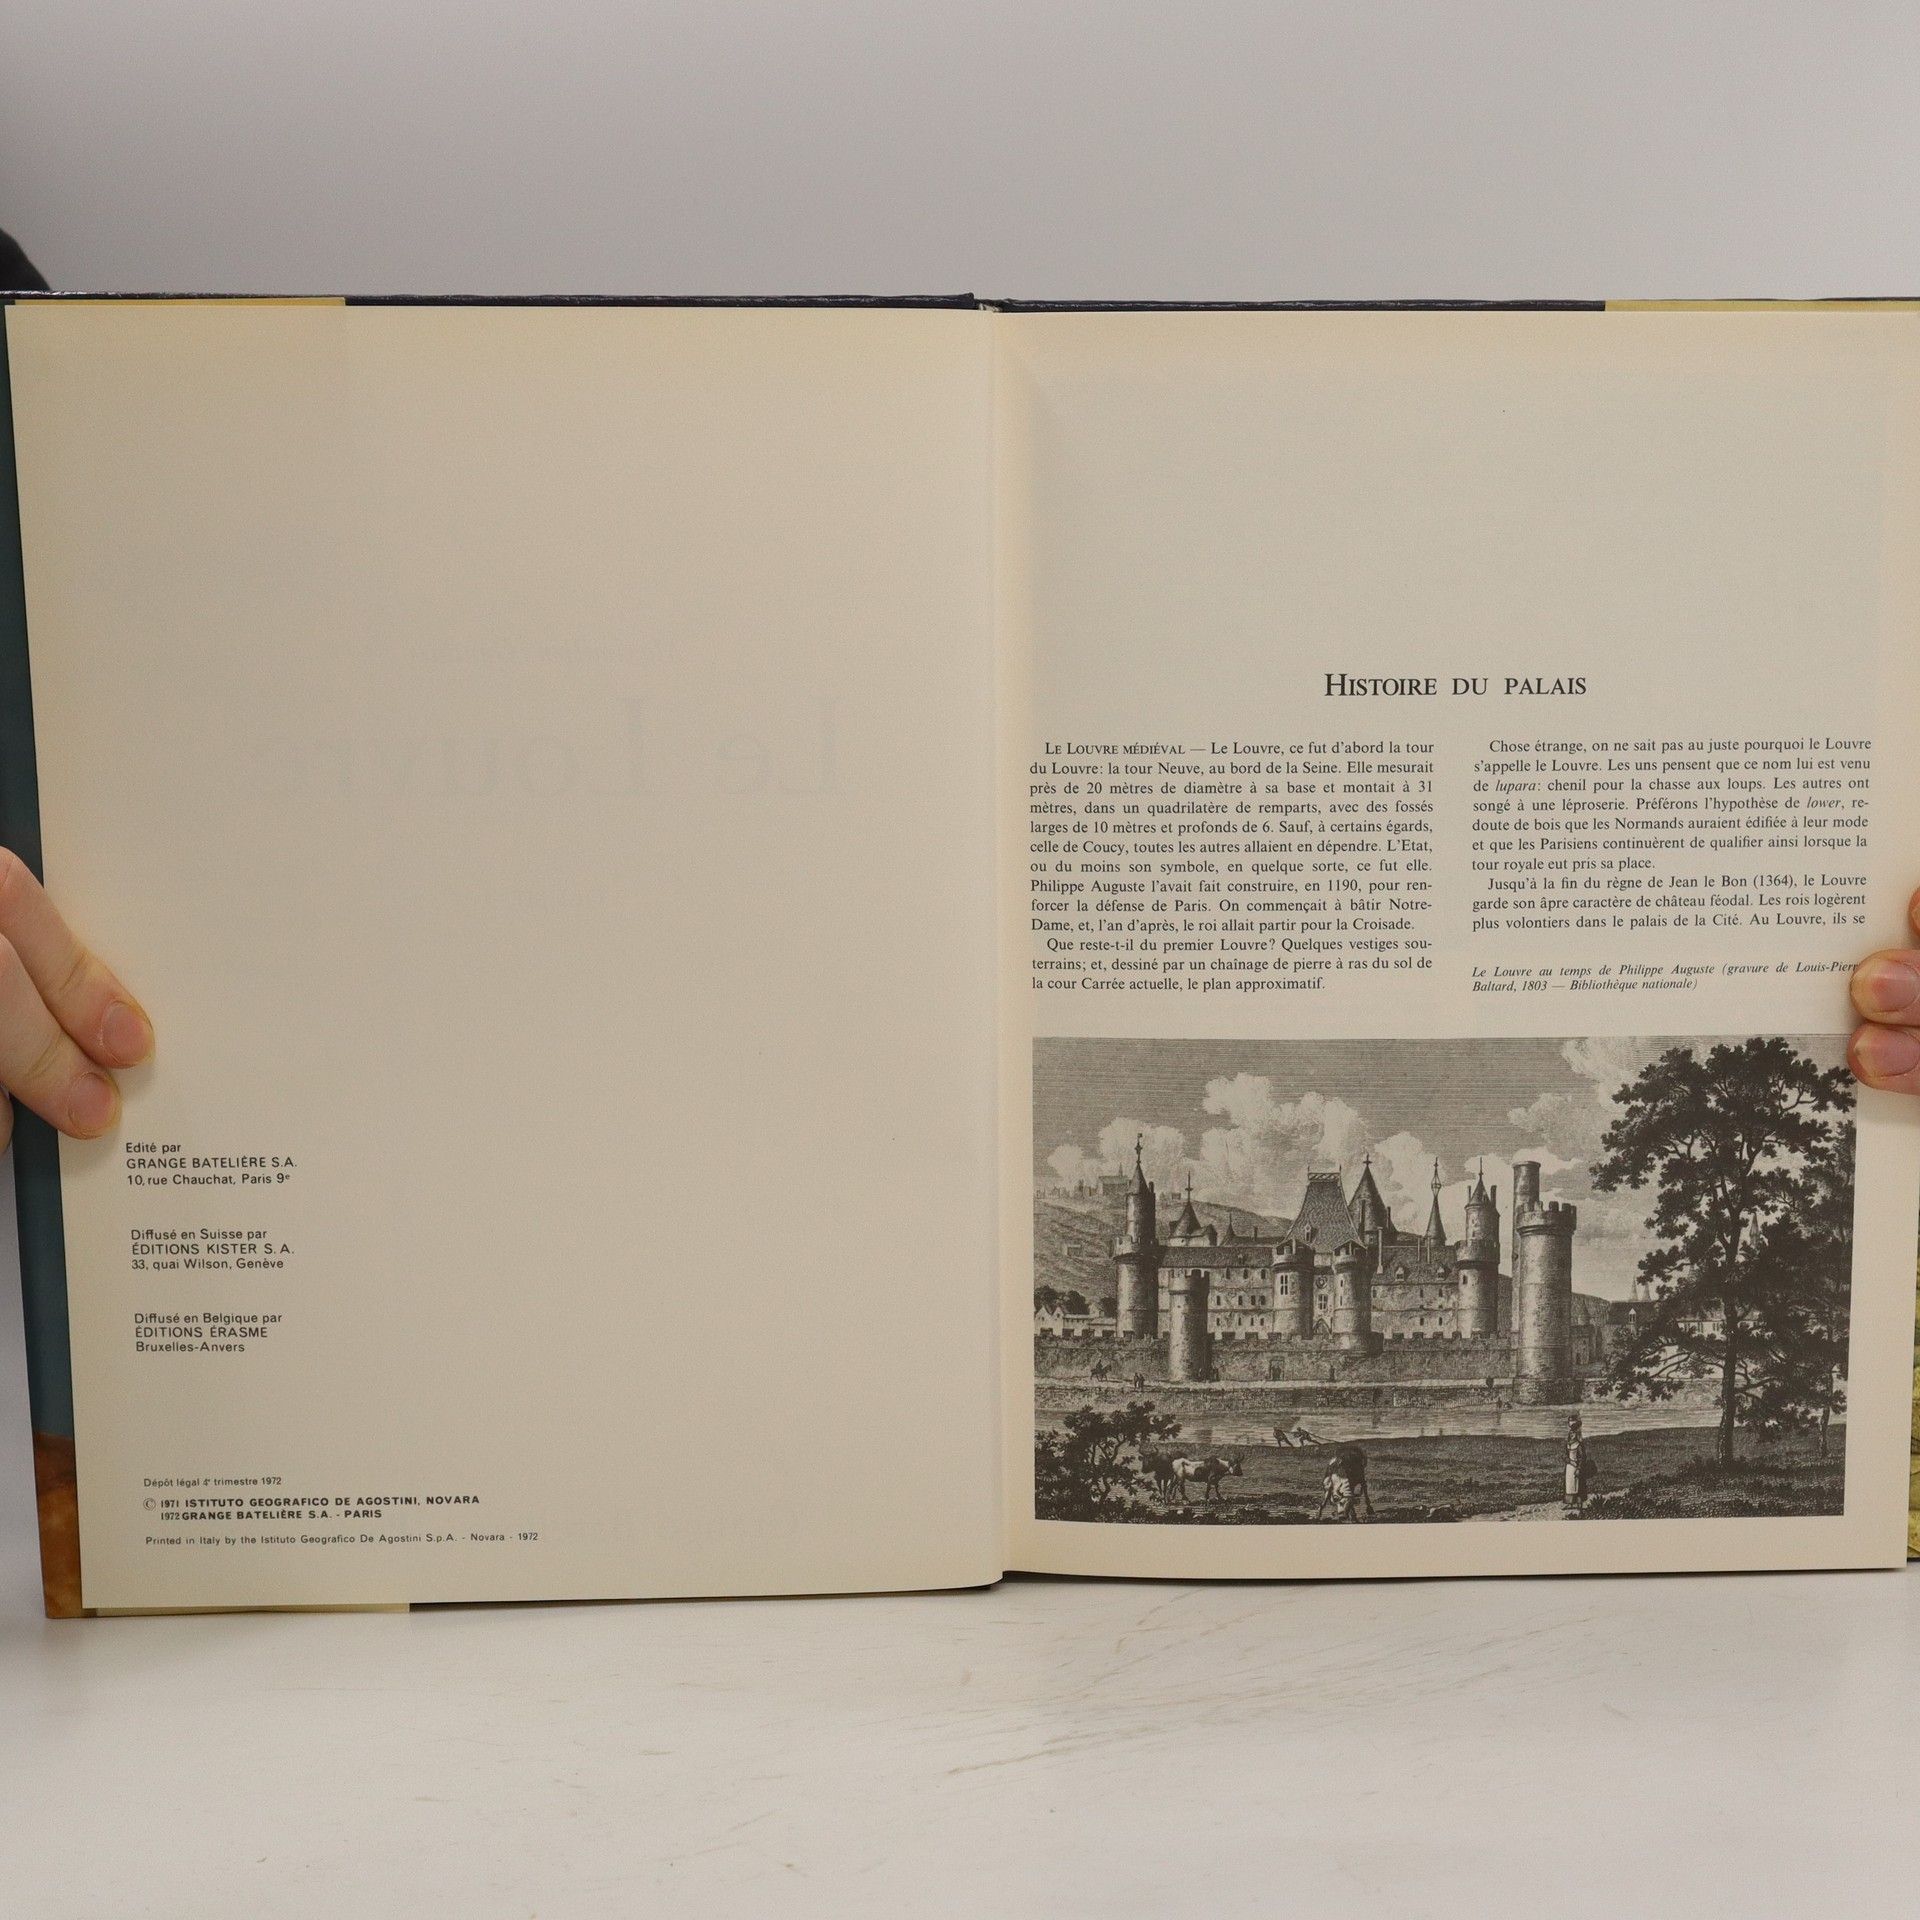 Edité par
GRANGE BATELIÈRE S.A.
10, rue Chauchat, Paris 9e
Diffusé en Suisse par
ÉDITIONS KISTER S.A.
33, quai Wilson, Genève
Diffusé en Belgique par
ÉDITIONS ÉRASME
Bruxelles-Anvers
Dépôt légal 4e trimestre 1972
© 1971 ISTITUTO GEOGRAFICO DE AGOSTINI, NOVARA
1972 GRANGE BATELIÈRE S.A. - PARIS
Printed in Italy by the Istituto Geografico De Agostini S.p.A. - Novara - 1972
HISTOIRE DU PALAIS
LE LOUVRE MÉDIÉVAL — Le Louvre, ce fut d'abord la tour
du Louvre: la tour Neuve, au bord de la Seine. Elle mesurait
près de 20 mètres de diamètre à sa base et montait à 31
mètres, dans un quadrilatère de remparts, avec des fossés
larges de 10 mètres et profonds de 6. Sauf, à certains égards,
celle de Coucy, toutes les autres allaient en dépendre. L'Etat,
ou du moins son symbole, en quelque sorte, ce fut elle.
Philippe Auguste l'avait fait construire, en 1190, pour ren-
forcer la défense de Paris. On commençait à bâtir Notre-
Dame, et, l'an d'après, le roi allait partir pour la Croisade.
Que reste-t-il du premier Louvre? Quelques vestiges sou-
terrains; et, dessiné par un chaînage de pierre à ras du sol de
la cour Carrée actuelle, le plan approximatif.
Chose étrange, on ne sait pas au juste pourquoi le Louvre
s'appelle le Louvre. Les uns pensent que ce nom lui est venu
de lupara: chenil pour la chasse aux loups. Les autres ont
songé à une léproserie. Préférons l'hypothèse de lower, re-
doute de bois que les Normands auraient édifiée à leur mode
et que les Parisiens continuèrent de qualifier ainsi lorsque la
tour royale eut pris sa place.
Jusqu'à la fin du règne de Jean le Bon (1364), le Louvre
garde son âpre caractère de château féodal. Les rois logèrent
plus volontiers dans le palais de la Cité. Au Louvre, ils se
Le Louvre au temps de Philippe Auguste (gravure de Louis-Pierr
Baltard, 1803 — Bibliothèque nationale)